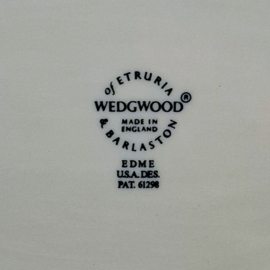 of ETRURIA
WEDGWOOD®
MADE IN
ENGLAND
& BARLASTON
EDME
U.S.A. DES.
PAT. 61298